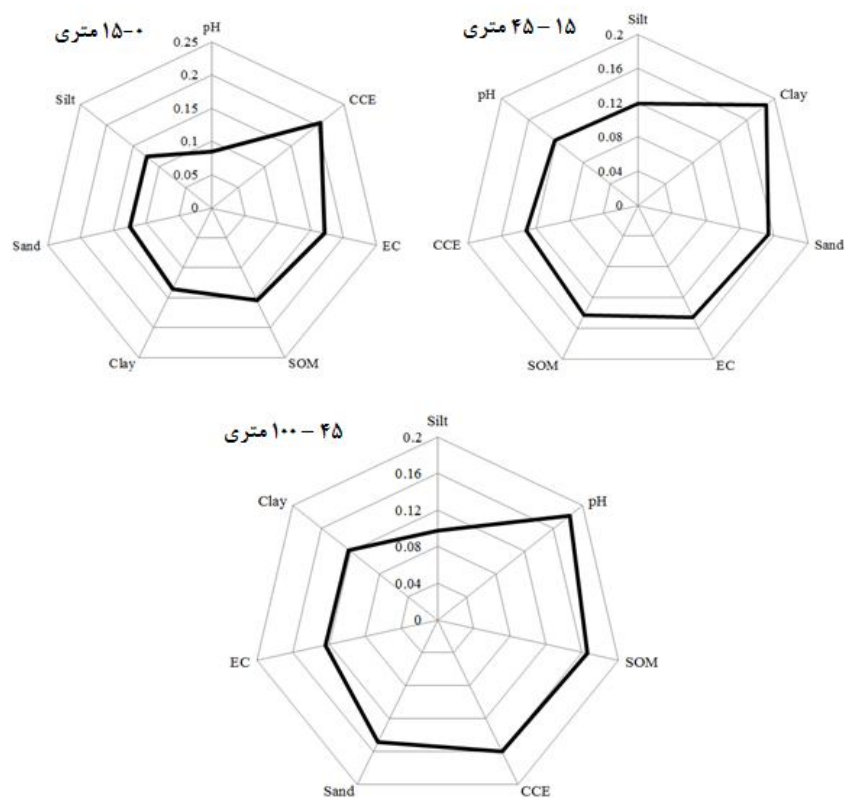 ۰-۱۵ متری
pH
0.25
0.2
0.15
0.1
0.05
0
CCE
EC
SOM
Clay
Sand
Silt
۱۵ – ۴۵ متری
Silt
0.2
0.16
0.12
0.08
0.04
0
Clay
Sand
EC
SOM
CCE
pH
۴۵ – ۱۰۰ متری
Silt
0.2
0.16
0.12
0.08
0.04
0
pH
SOM
CCE
Sand
EC
Clay